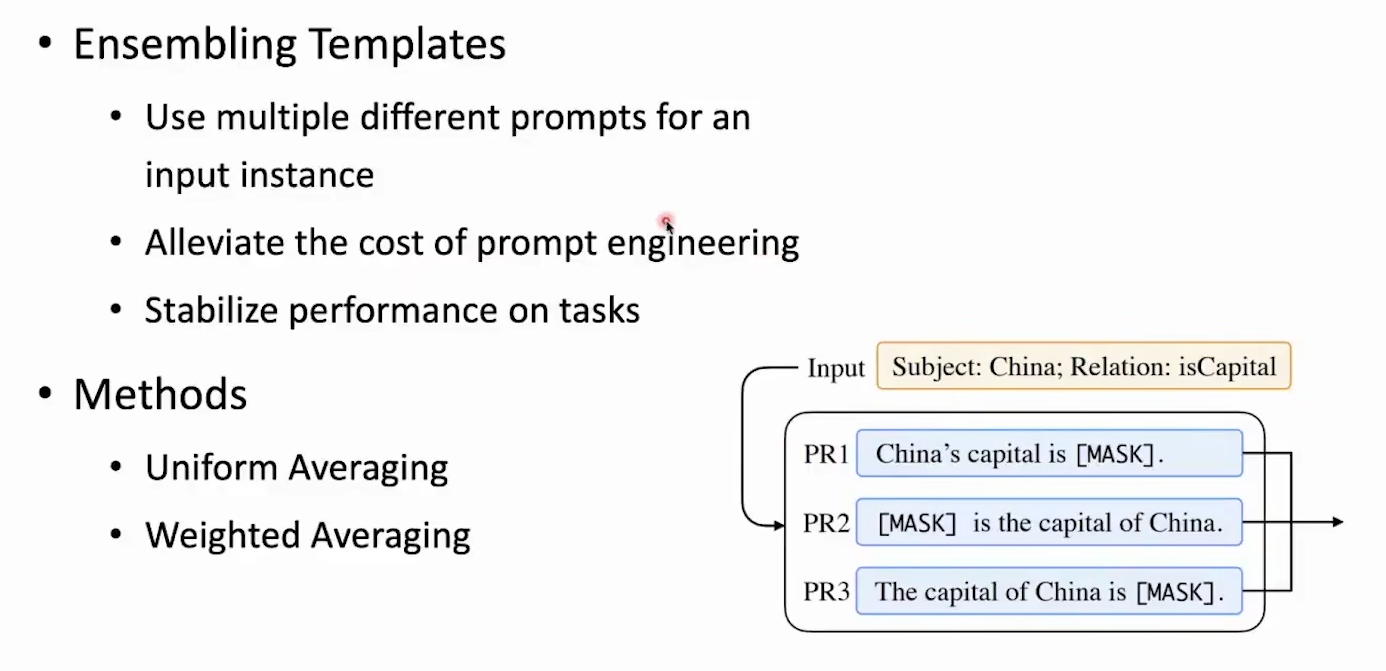 • Ensembling Templates
• Use multiple different prompts for an
input instance
• Alleviate the cost of prompt engineering
• Stabilize performance on tasks
• Methods
• Uniform Averaging
• Weighted Averaging
Input Subject: China; Relation: isCapital
PR1 China’s capital is [MASK].
PR2 [MASK] is the capital of China.
PR3 The capital of China is [MASK].